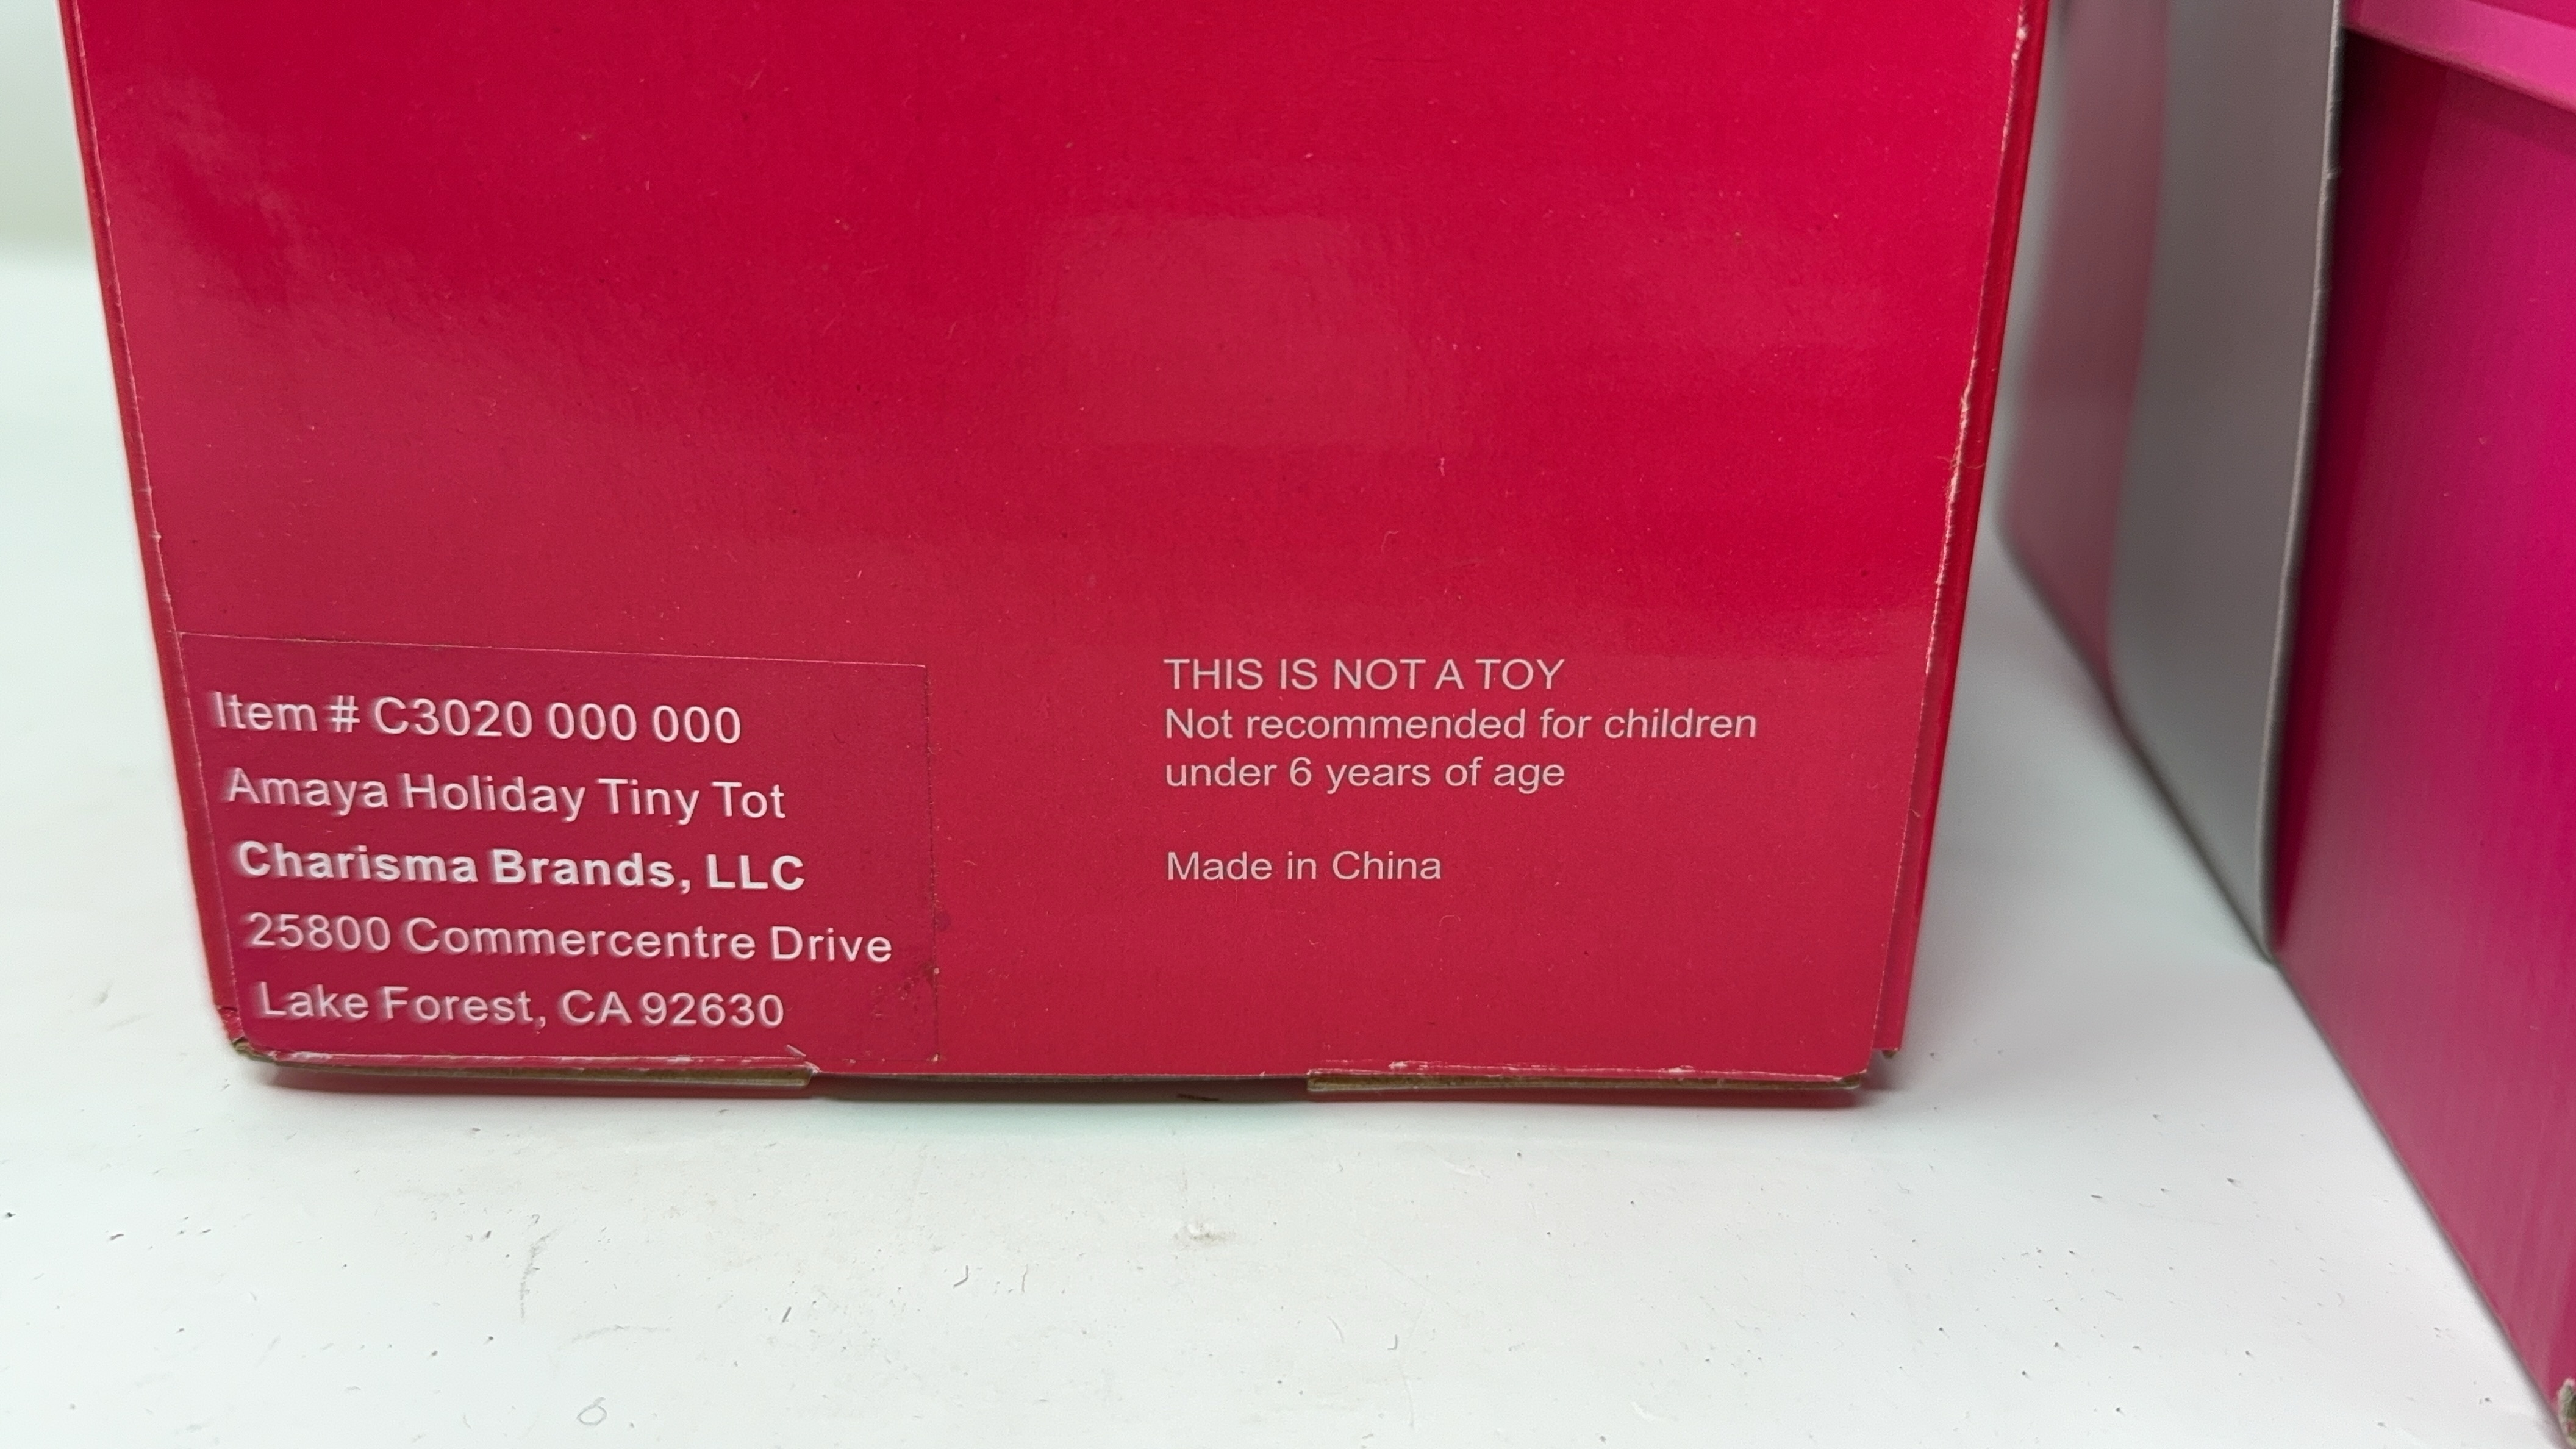 Item # C3020 000 000
Amaya Holiday Tiny Tot
Charisma Brands, LLC
25800 Commercentre Drive
Lake Forest, CA 92630
THIS IS NOT A TOY
Not recommended for children
under 6 years of age
Made in China